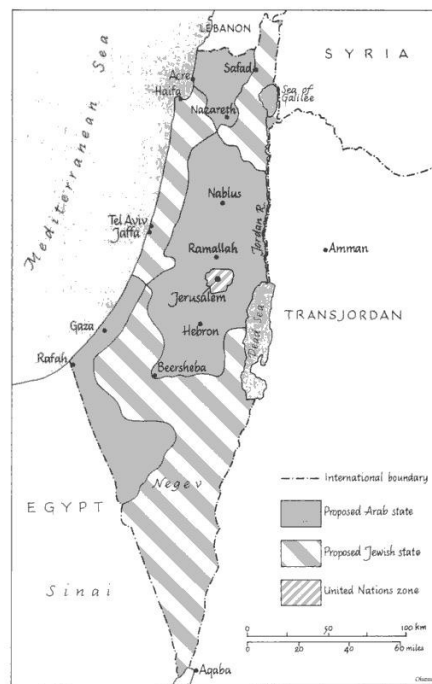 LEBANON
SYRIA
Mediterranean Sea
Safad
Acre
Haifa
Sea of
Galilee
Nazareth
Nablus
Jordan R.
Tel Aviv
Jaffa
Ramallah
Amman
Jerusalem
TRANSJORDAN
Dead Sea
Gaza
Hebron
Rafah
Beersheba
International boundary
Negev
EGYPT
Proposed Arab state
Proposed Jewish state
Sinai
United Nations zone
0 50 100 km
0 20 40 60 miles
Aqaba